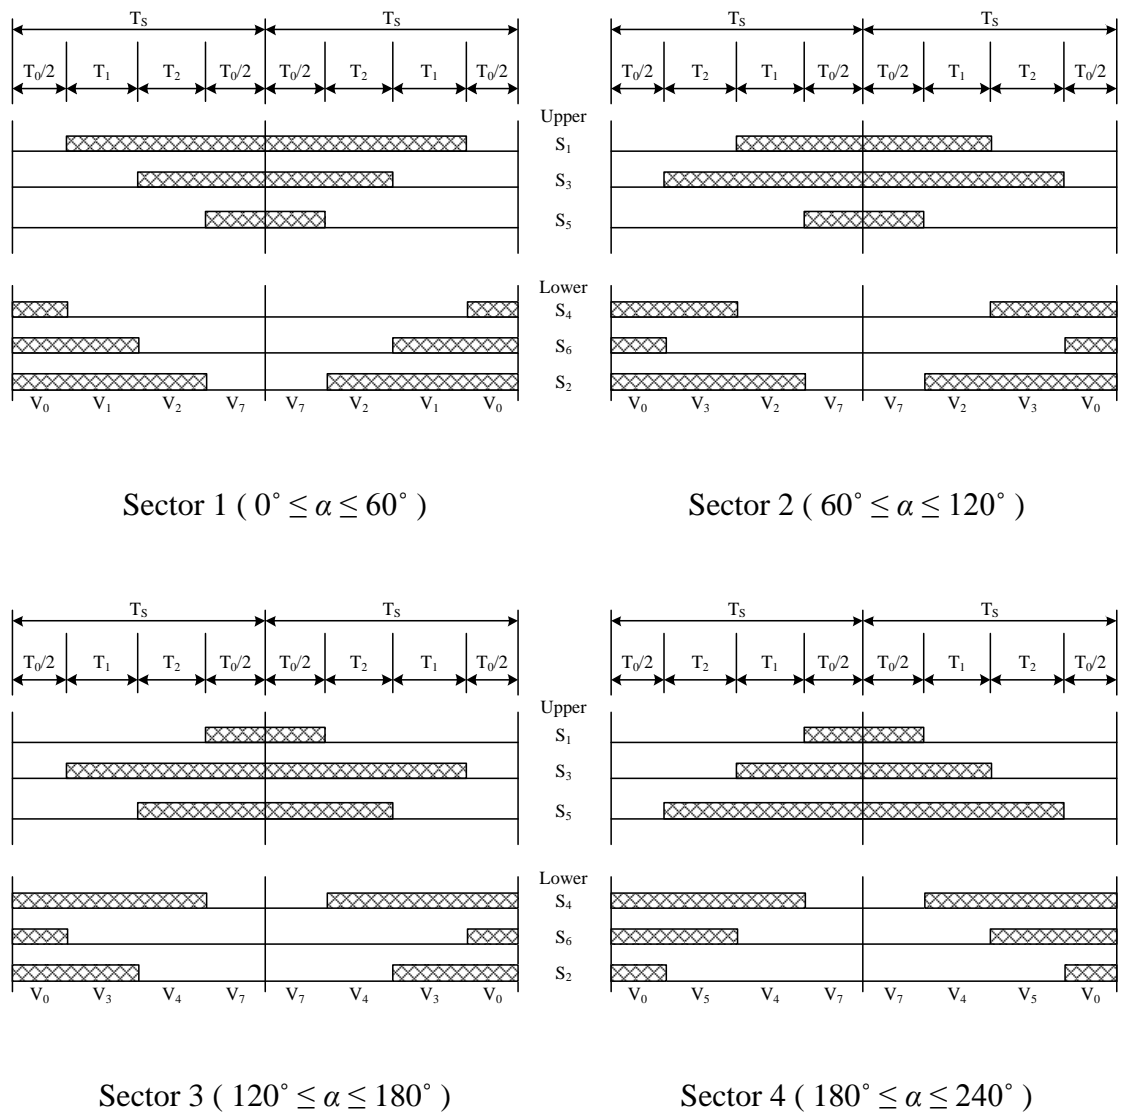 T_S T_S T_S T_S
T_0/2 T_1 T_2 T_0/2 T_0/2 T_2 T_1 T_0/2 T_0/2 T_2 T_1 T_0/2 T_0/2 T_1 T_2 T_0/2
Upper
S_1
S_3
S_5
Lower
S_4
S_6
S_2
V_0 V_1 V_2 V_7 V_7 V_2 V_1 V_0 V_0 V_3 V_2 V_7 V_7 V_2 V_3 V_0
Sector 1 ( 0° ≤ α ≤ 60° ) Sector 2 ( 60° ≤ α ≤ 120° )
T_S T_S T_S T_S
T_0/2 T_1 T_2 T_0/2 T_0/2 T_2 T_1 T_0/2 T_0/2 T_2 T_1 T_0/2 T_0/2 T_1 T_2 T_0/2
Upper
S_1
S_3
S_5
Lower
S_4
S_6
S_2
V_0 V_3 V_4 V_7 V_7 V_4 V_3 V_0 V_0 V_5 V_4 V_7 V_7 V_4 V_5 V_0
Sector 3 ( 120° ≤ α ≤ 180° ) Sector 4 ( 180° ≤ α ≤ 240° )